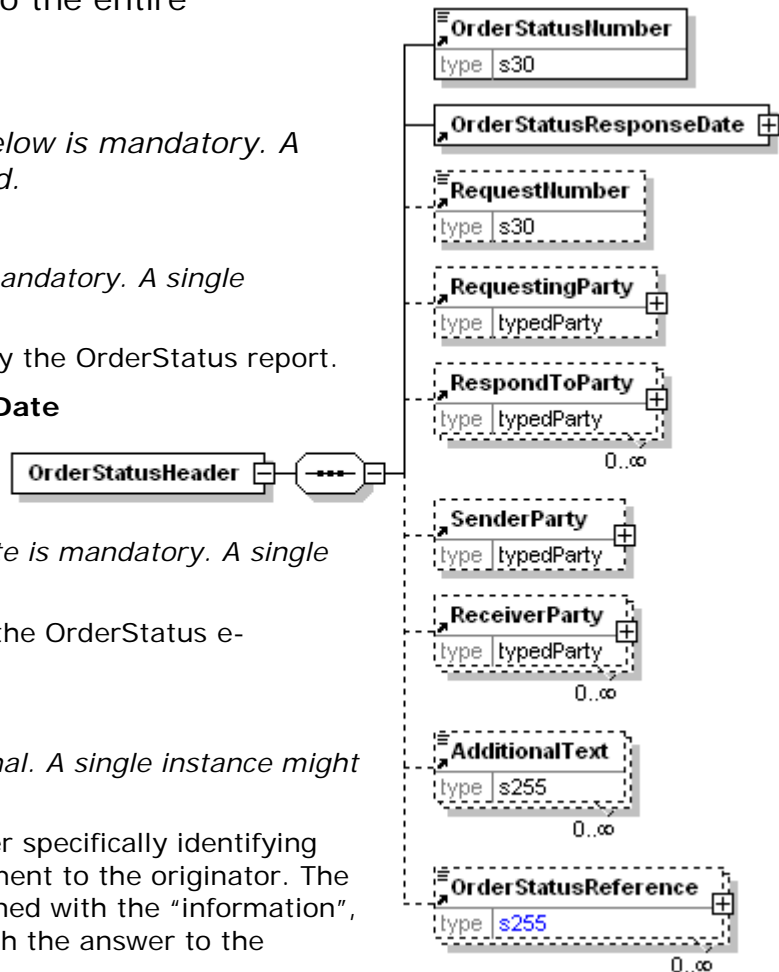 o the entire
elow is mandatory. A
d.
andatory. A single
y the OrderStatus report.
Date
te is mandatory. A single
the OrderStatus e-
nal. A single instance might
er specifically identifying
nent to the originator. The
ned with the “information”,
th the answer to the
OrderStatusHeader
OrderStatusNumber
type s30
OrderStatusResponseDate
RequestNumber
type s30
RequestingParty
type typedParty
RespondToParty
type typedParty
0..∞
SenderParty
type typedParty
ReceiverParty
type typedParty
0..∞
AdditionalText
type s255
0..∞
OrderStatusReference
type s255
0..∞